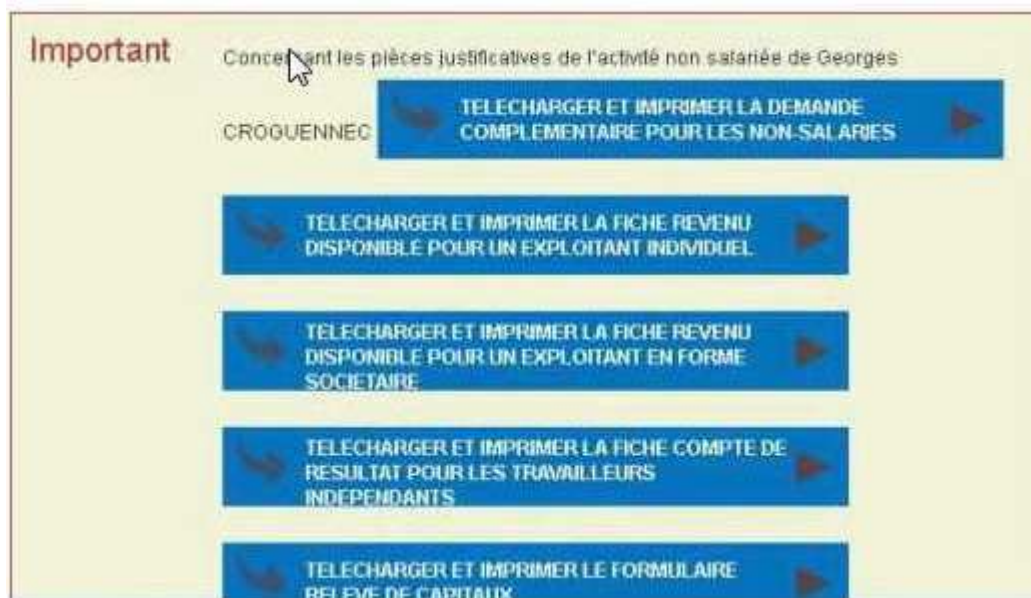 Important
Concernant les pièces justificatives de l'activité non salariée de Georges
CROGUENNEC
TELECHARGER ET IMPRIMER LA DEMANDE
COMPLEMENTAIRE POUR LES NON-SALARIES
TELECHARGER ET IMPRIMER LA FICHE REVENU
DISPONIBLE POUR UN EXPLOITANT INDIVIDUEL
TELECHARGER ET IMPRIMER LA FICHE REVENU
DISPONIBLE POUR UN EXPLOITANT EN FORME
SOCIETAIRE
TELECHARGER ET IMPRIMER LA FICHE COMPTE DE
RESULTAT POUR LES TRAVAILLEURS
INDEPENDANTS
TELECHARGER ET IMPRIMER LE FORMULAIRE
RELEVE DE CAPITAUX